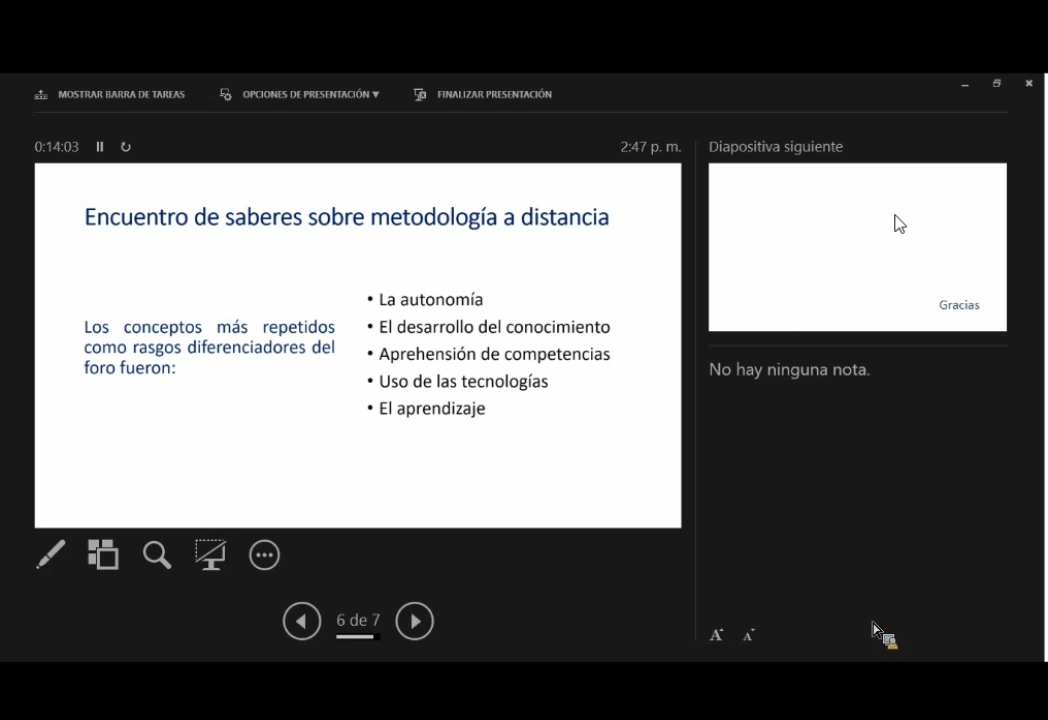 MOSTRAR BARRA DE TAREAS
OPCIONES DE PRESENTACIÓN ▼
FINALIZAR PRESENTACIÓN
0:14:03
2:47 p. m.
Encuentro de saberes sobre metodología a distancia
Los conceptos más repetidos
como rasgos diferenciadores del
foro fueron:
• La autonomía
• El desarrollo del conocimiento
• Aprehensión de competencias
• Uso de las tecnologías
• El aprendizaje
6 de 7
Diapositiva siguiente
Gracias
No hay ninguna nota.
A A